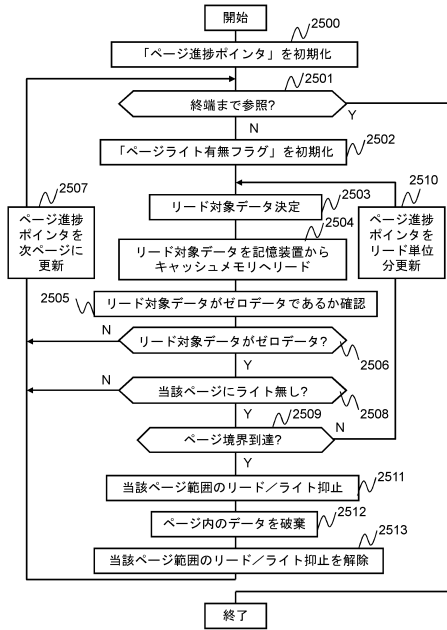 開始
2500
「ページ進捗ポインタ」を初期化
2501
終端まで参照?
Y
N
2502
「ページライト有無フラグ」を初期化
2507
ページ進捗
ポインタを
次ページに
更新
2510
ページ進捗
ポインタを
リード単位
分更新
2503
リード対象データ決定
2504
リード対象データを記憶装置から
キャッシュメモリへリード
2505
リード対象データがゼロデータであるか確認
N
リード対象データがゼロデータ?
2506
Y
N
当該ページにライト無し?
2508
Y
2509
N
ページ境界到達?
Y
2511
当該ページ範囲のリード/ライト抑止
2512
ページ内のデータを破棄
2513
当該ページ範囲のリード/ライト抑止を解除
終了